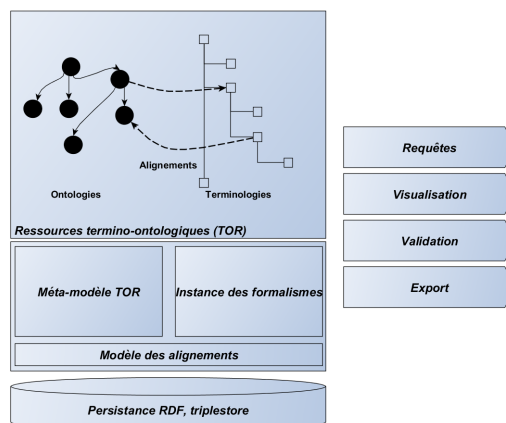 Alignements
Ontologies
Terminologies
Ressources termino-ontologiques (TOR)
Méta-modèle TOR
Instance des formalismes
Modèle des alignements
Persistance RDF, triplestore
Requêtes
Visualisation
Validation
Export